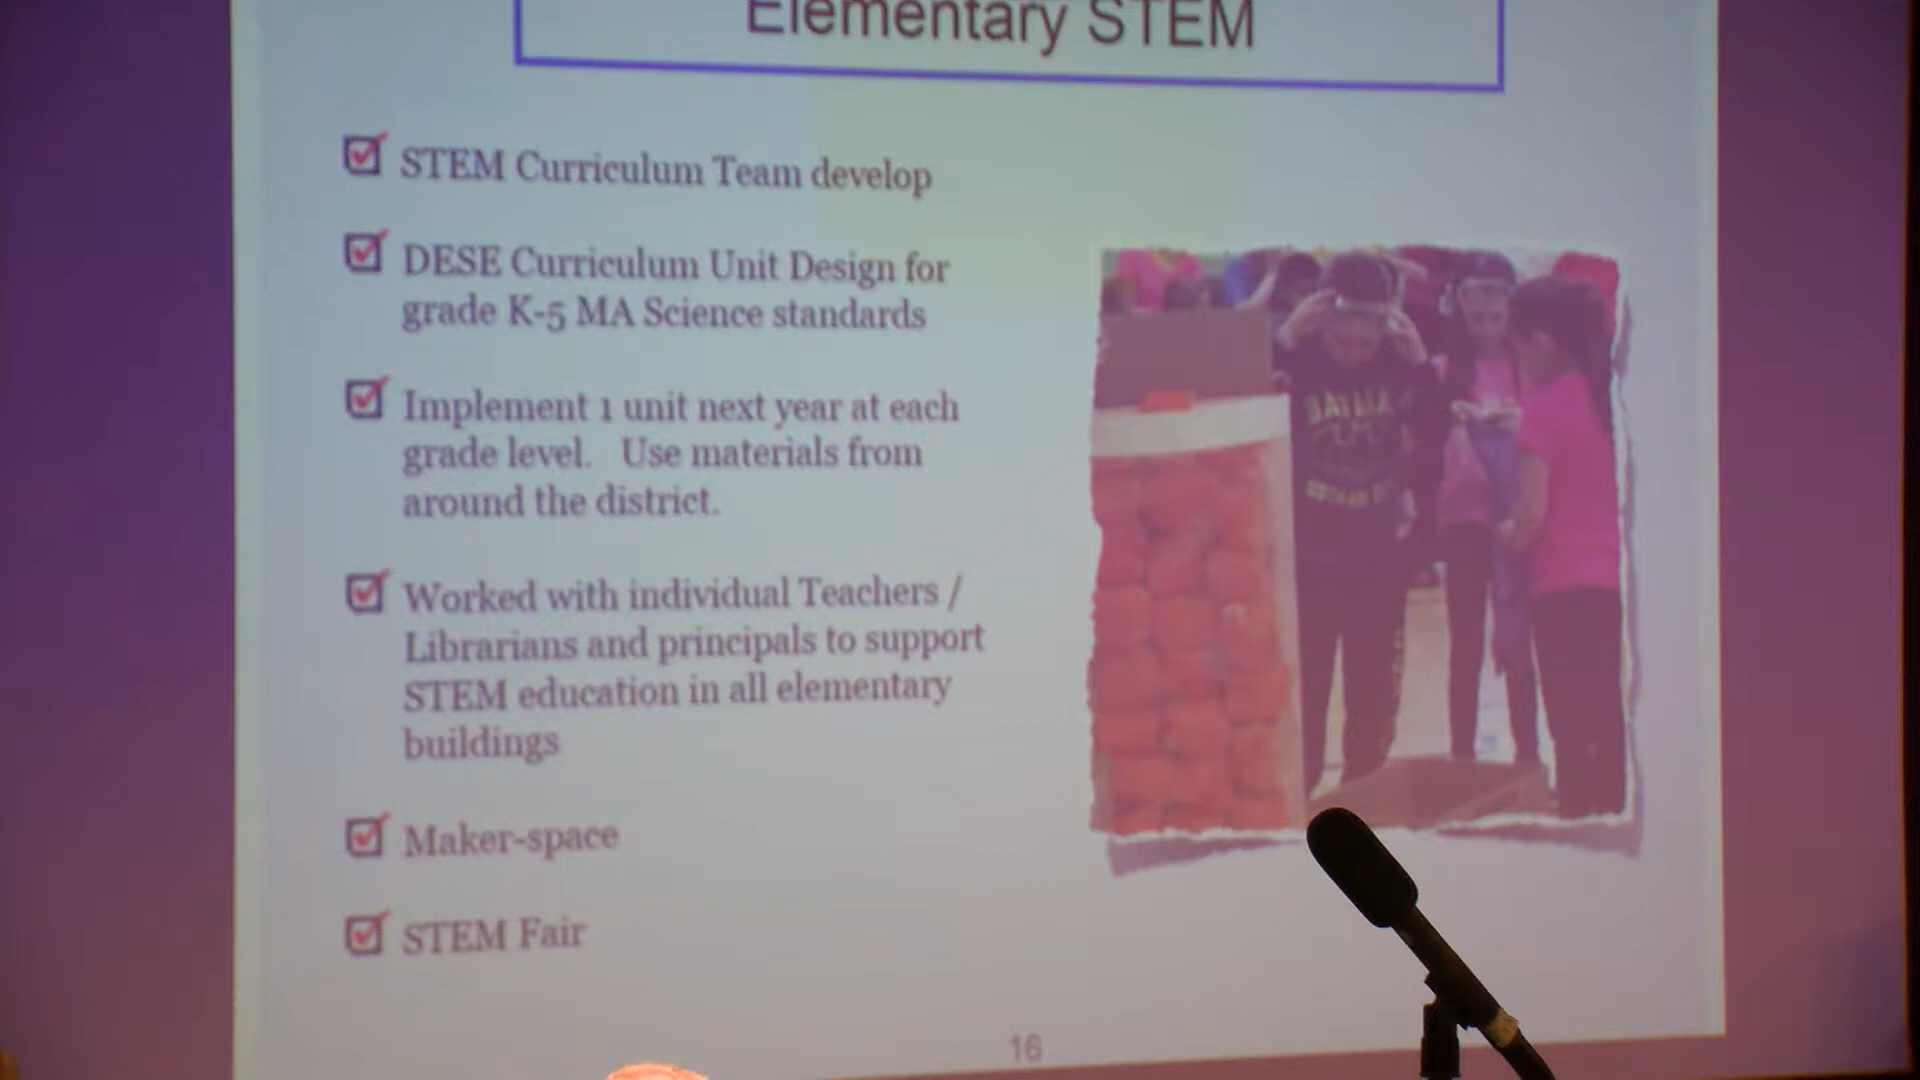 Elementary STEM
STEM Curriculum Team develop
DESE Curriculum Unit Design for
grade K-5 MA Science standards
Implement 1 unit next year at each
grade level. Use materials from
around the district.
Worked with individual Teachers /
Librarians and principals to support
STEM education in all elementary
buildings
Maker-space
STEM Fair
16